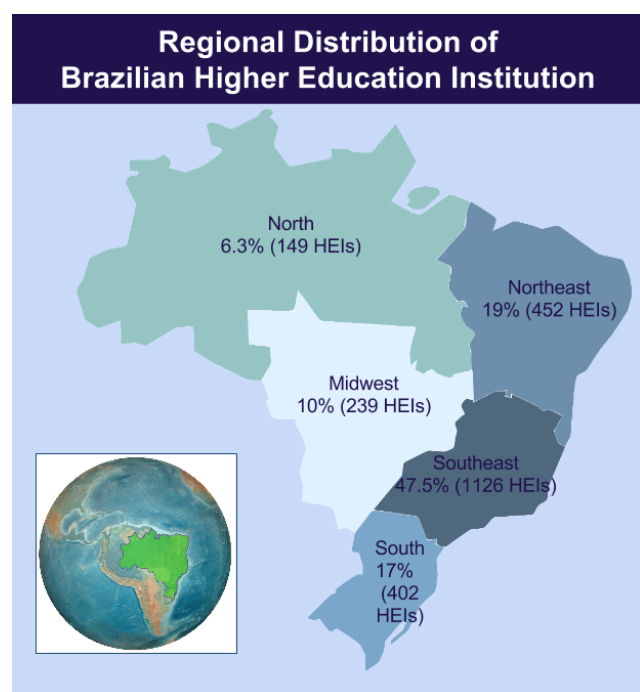 Regional Distribution of
Brazilian Higher Education Institution
North
6.3% (149 HEIs)
Northeast
19% (452 HEIs)
Midwest
10% (239 HEIs)
Southeast
47.5% (1126 HEIs)
South
17%
(402
HEIs)